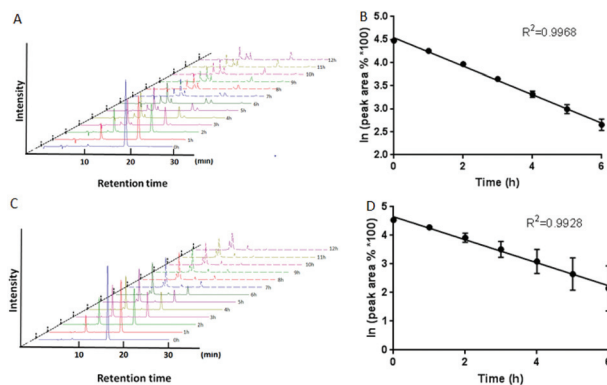 A
Intensity
12h
11h
10h
9h
8h
7h
6h
5h
4h
3h
2h
1h
0h
10
20
30
(min)
Retention time
B
R²=0.9968
ln (peak area % *100)
5.0
4.5
4.0
3.5
3.0
2.5
2.0
0
2
4
6
Time (h)
C
Intensity
12h
11h
10h
9h
8h
7h
6h
5h
4h
3h
2h
1h
0h
10
20
30
(min)
Retention time
D
R²=0.9928
ln (peak area % *100)
5
4
3
2
1
0
0
2
4
6
Time (h)